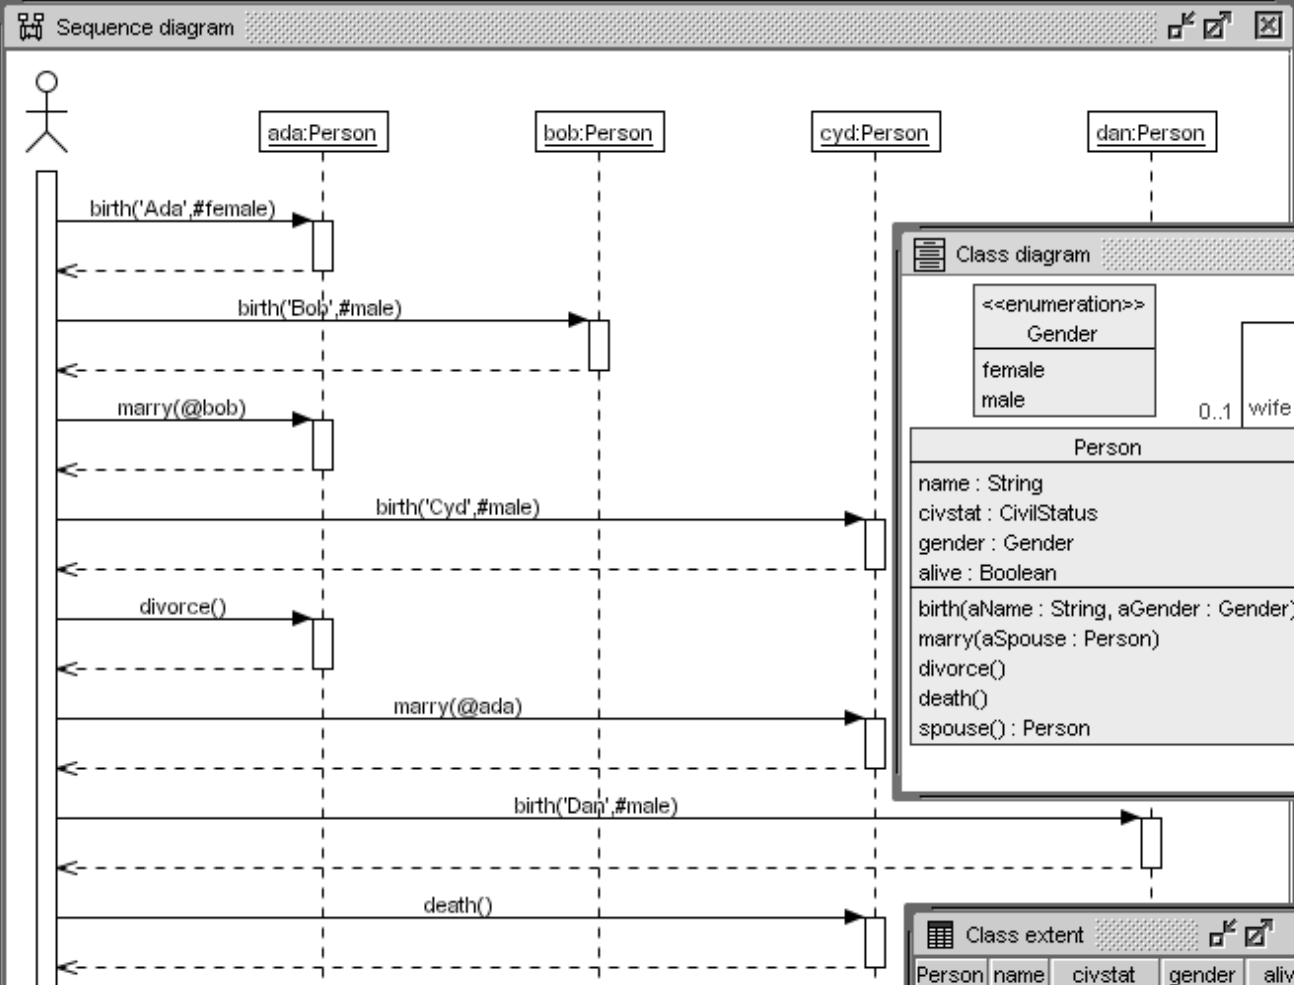 Sequence diagram
ada:Person
bob:Person
cyd:Person
dan:Person
birth('Ada',#female)
birth('Bob',#male)
marry(@bob)
birth('Cyd',#male)
divorce()
marry(@ada)
birth('Dan',#male)
death()
Class diagram
<<enumeration>>
Gender
female
male
0..1 wife
Person
name : String
civstat : CivilStatus
gender : Gender
alive : Boolean
birth(aName : String, aGender : Gender)
marry(aSpouse : Person)
divorce()
death()
spouse() : Person
Class extent
Person name civstat gender aliv